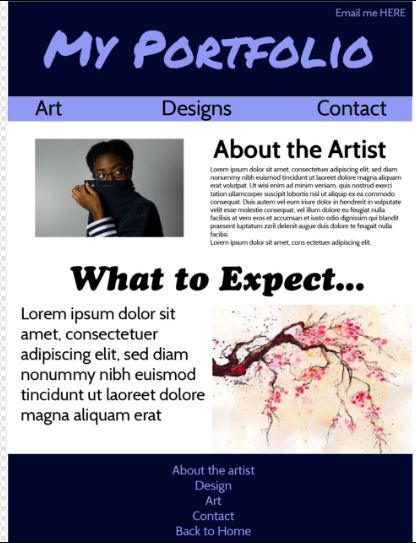 Email me HERE
My Portfolio
Art Designs Contact
About the Artist
Lorem ipsum dolor sit amet, consectetuer adipiscing elit, sed diam
nonummy nibh euismod tincidunt ut laoreet dolore magna aliquam
erat volutpat. Ut wisi enim ad minim veniam, quis nostrud exerci
tation ullamcorper suscipit lobortis nisl ut aliquip ex ea commodo
consequat. Duis autem vel eum iriure dolor in hendrerit in vulputate
velit esse molestie consequat, vel illum dolore eu feugiat nulla
facilisis at vero eros et accumsan et iusto odio dignissim qui blandit
praesent luptatum zzril delenit augue duis dolore te feugait nulla
facilisi
Lorem ipsum dolor sit amet, cons ectetuer adipiscing elit.
What to Expect...
Lorem ipsum dolor sit
amet, consectetuer
adipiscing elit, sed diam
nonummy nibh euismod
tincidunt ut laoreet dolore
magna aliquam erat
About the artist
Design
Art
Contact
Back to Home